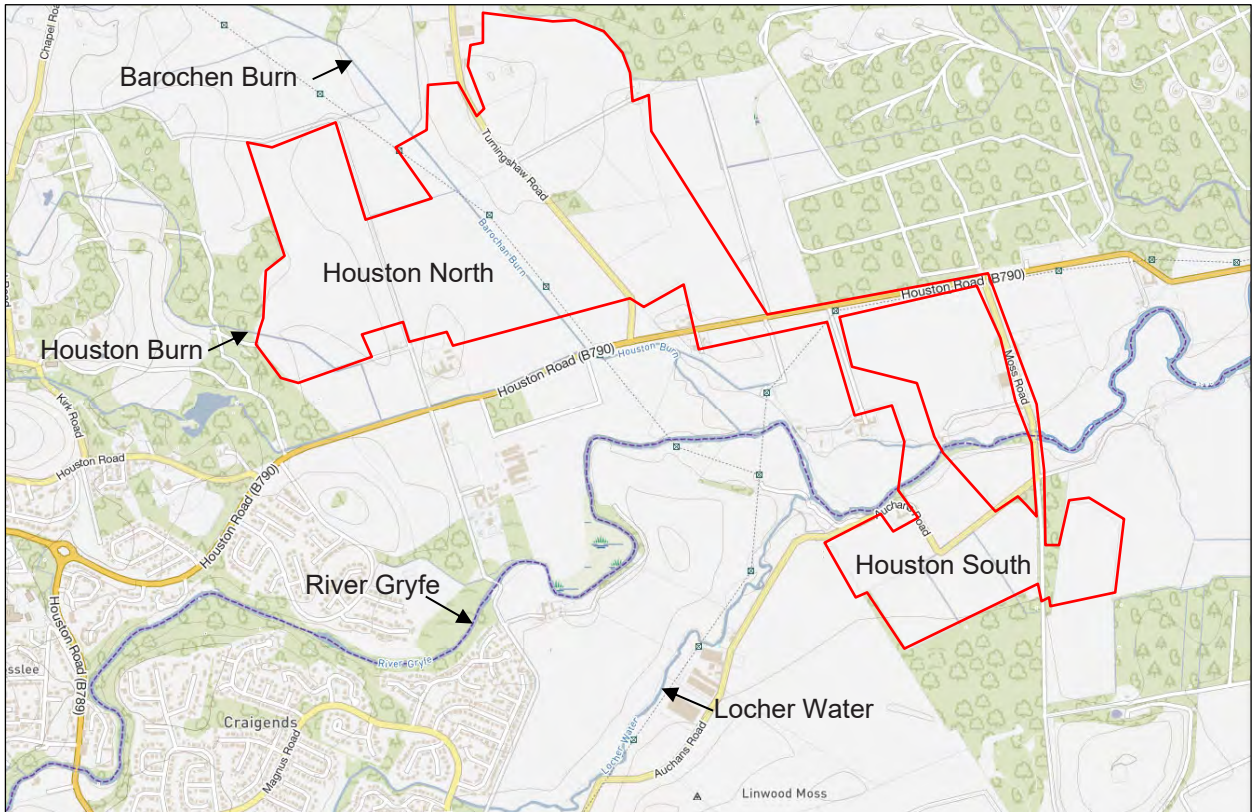 Chapel Roa
Barochen Burn
Turningshaw Road
Barochan Burn
Houston North
Houston Road (B790)
Houston Burn
Houston Burn
Moss Road
Houston Road (B790)
Road
Kirk Road
Houston Road
Houston Road (B790)
Auchans Road
Houston South
River Gryfe
River Gryfe
Houston Road (B789)
osslee
Craigends
Magnus Road
Locher Water
Locher Water
Auchans Road
Linwood Moss